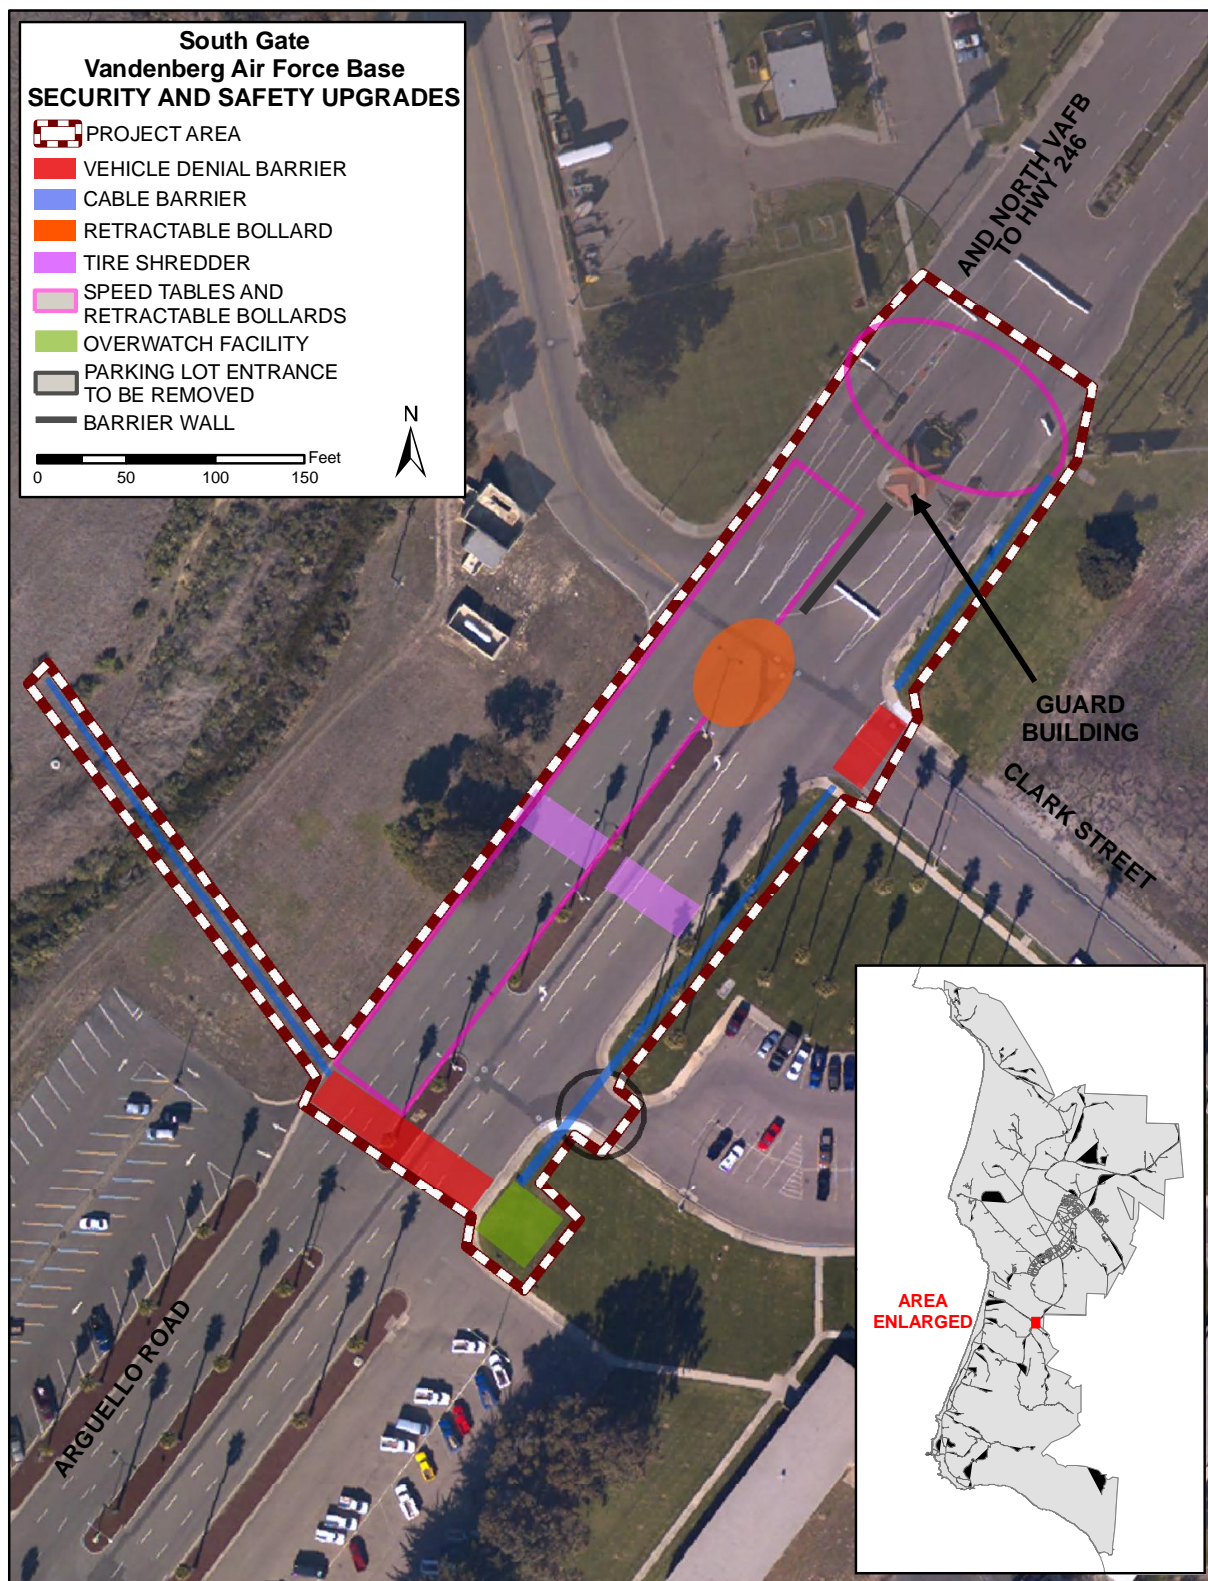 South Gate
Vandenberg Air Force Base
SECURITY AND SAFETY UPGRADES
PROJECT AREA
VEHICLE DENIAL BARRIER
CABLE BARRIER
RETRACTABLE BOLLARD
TIRE SHREDDER
SPEED TABLES AND
RETRACTABLE BOLLARDS
OVERWATCH FACILITY
PARKING LOT ENTRANCE
TO BE REMOVED
BARRIER WALL
N
Feet
0 50 100 150
AND NORTH VAFB
TO HWY 246
GUARD
BUILDING
CLARK STREET
ARGUELLO ROAD
AREA
ENLARGED